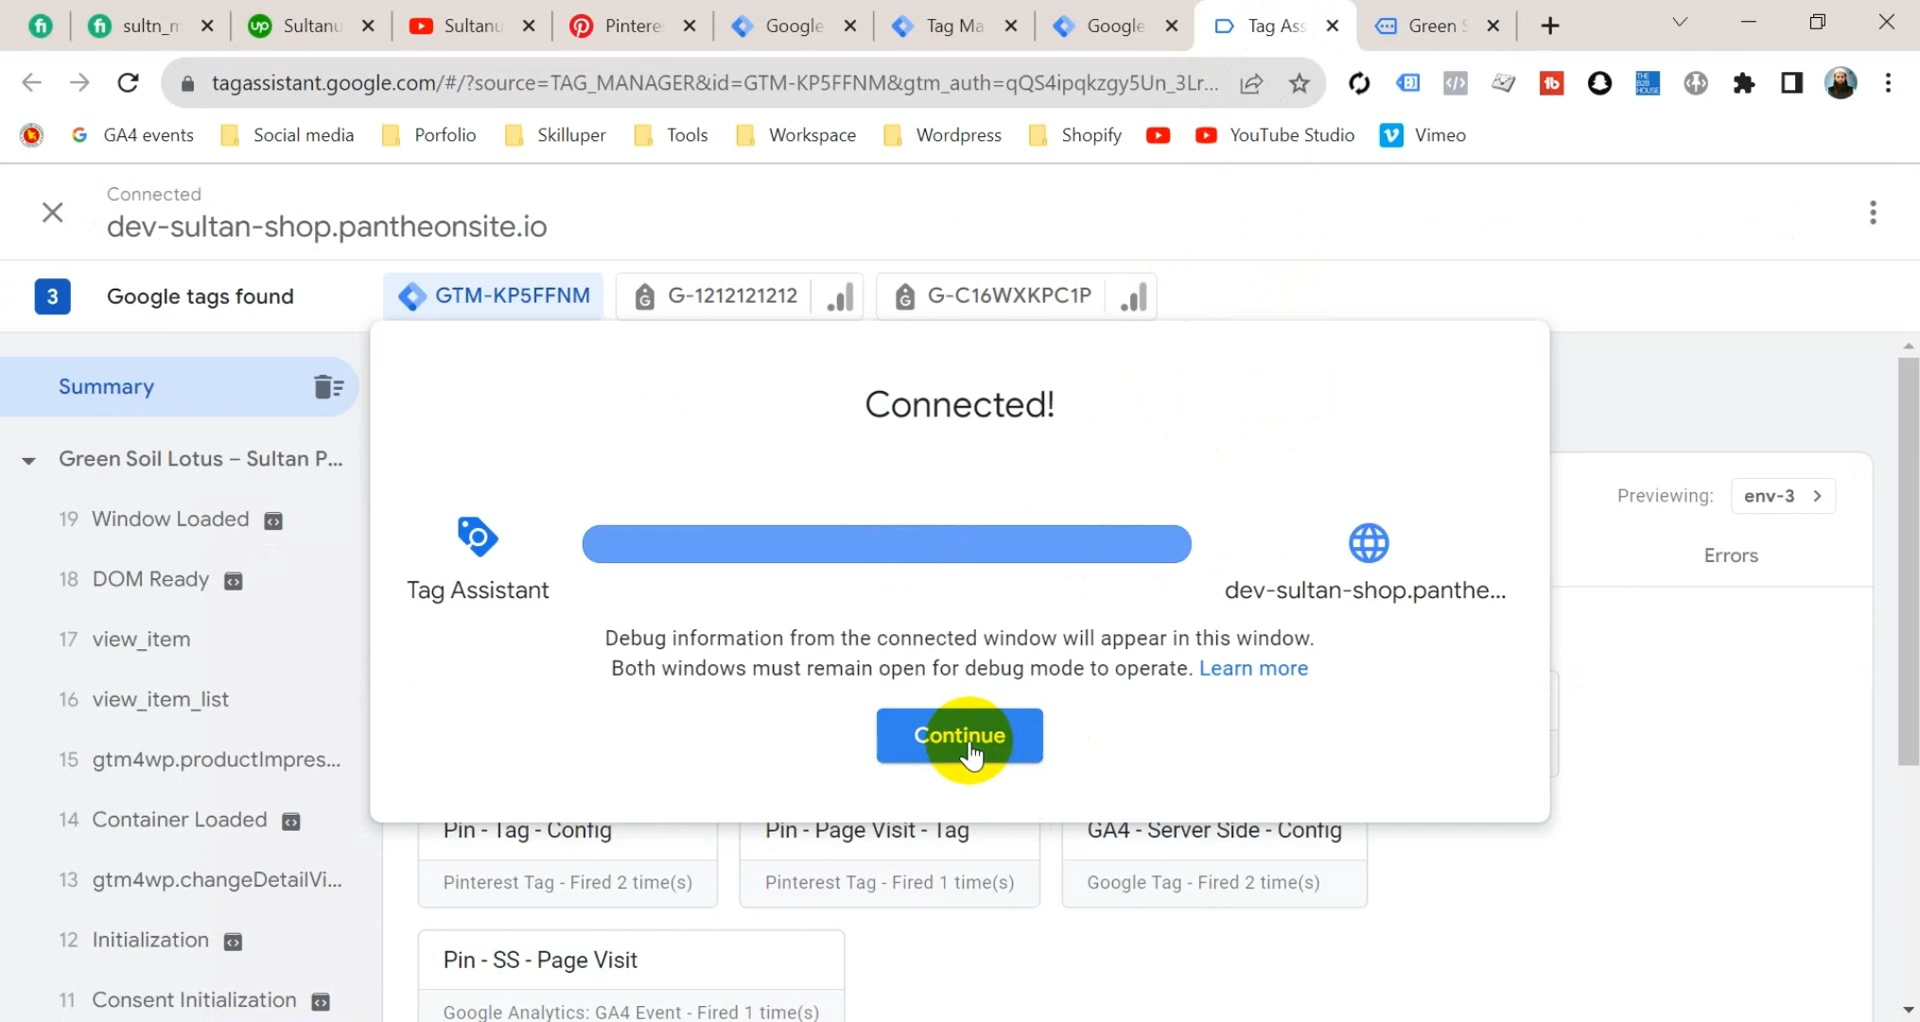 sultn_m
Sultanu
Sultanu
Pintere
Google
Tag Ma
Google
Tag Ass
Green S
tagassistant.google.com/#/?source=TAG_MANAGER&id=GTM-KP5FFNM&gtm_auth=qQS4ipqkzgy5Un_3Lr...
GA4 events
Social media
Porfolio
Skilluper
Tools
Workspace
Wordpress
Shopify
YouTube Studio
Vimeo
Connected
dev-sultan-shop.pantheonsite.io
3 Google tags found
GTM-KP5FFNM
G-1212121212
G-C16WXKPC1P
Summary
Green Soil Lotus – Sultan P...
19 Window Loaded
18 DOM Ready
17 view_item
16 view_item_list
15 gtm4wp.productImpres...
14 Container Loaded
13 gtm4wp.changeDetailVi...
12 Initialization
11 Consent Initialization
Connected!
Tag Assistant
dev-sultan-shop.panthe...
Debug information from the connected window will appear in this window.
Both windows must remain open for debug mode to operate. Learn more
Continue
Previewing: env-3
Errors
Pin - Tag - Config
Pinterest Tag - Fired 2 time(s)
Pin - Page Visit - Tag
Pinterest Tag - Fired 1 time(s)
GA4 - Server Side - Config
Google Tag - Fired 2 time(s)
Pin - SS - Page Visit
Google Analytics: GA4 Event - Fired 1 time(s)